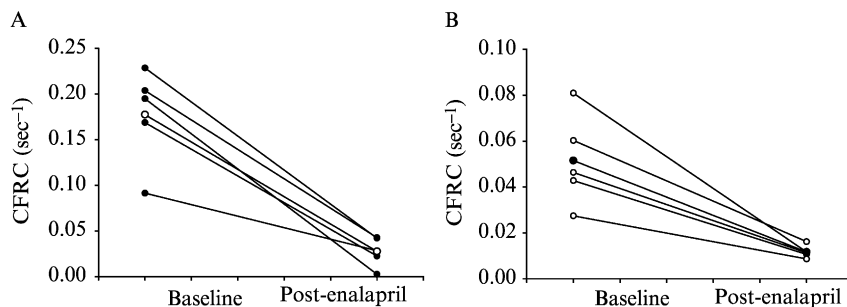 A
CFRC (sec⁻¹)
0.25
0.20
0.15
0.10
0.05
0.00
Baseline
Post-enalapril
B
CFRC (sec⁻¹)
0.10
0.08
0.06
0.04
0.02
0.00
Baseline
Post-enalapril